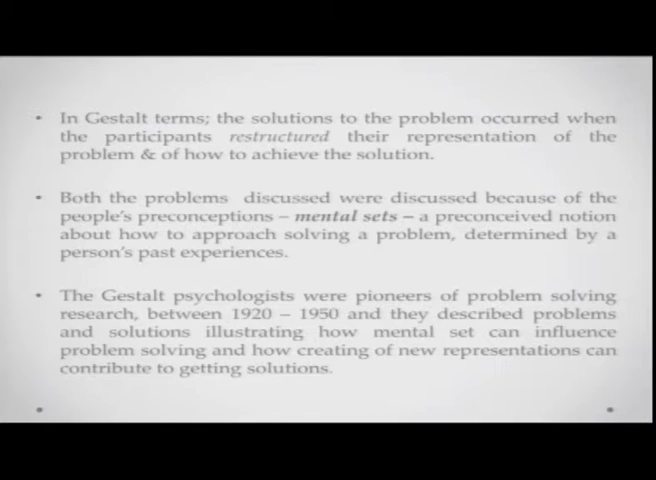 • In Gestalt terms; the solutions to the problem occurred when
the participants restructured their representation of the
problem & of how to achieve the solution.
• Both the problems discussed were discussed because of the
people's preconceptions – mental sets – a preconceived notion
about how to approach solving a problem, determined by a
person's past experiences.
• The Gestalt psychologists were pioneers of problem solving
research, between 1920 – 1950 and they described problems
and solutions illustrating how mental set can influence
problem solving and how creating of new representations can
contribute to getting solutions.